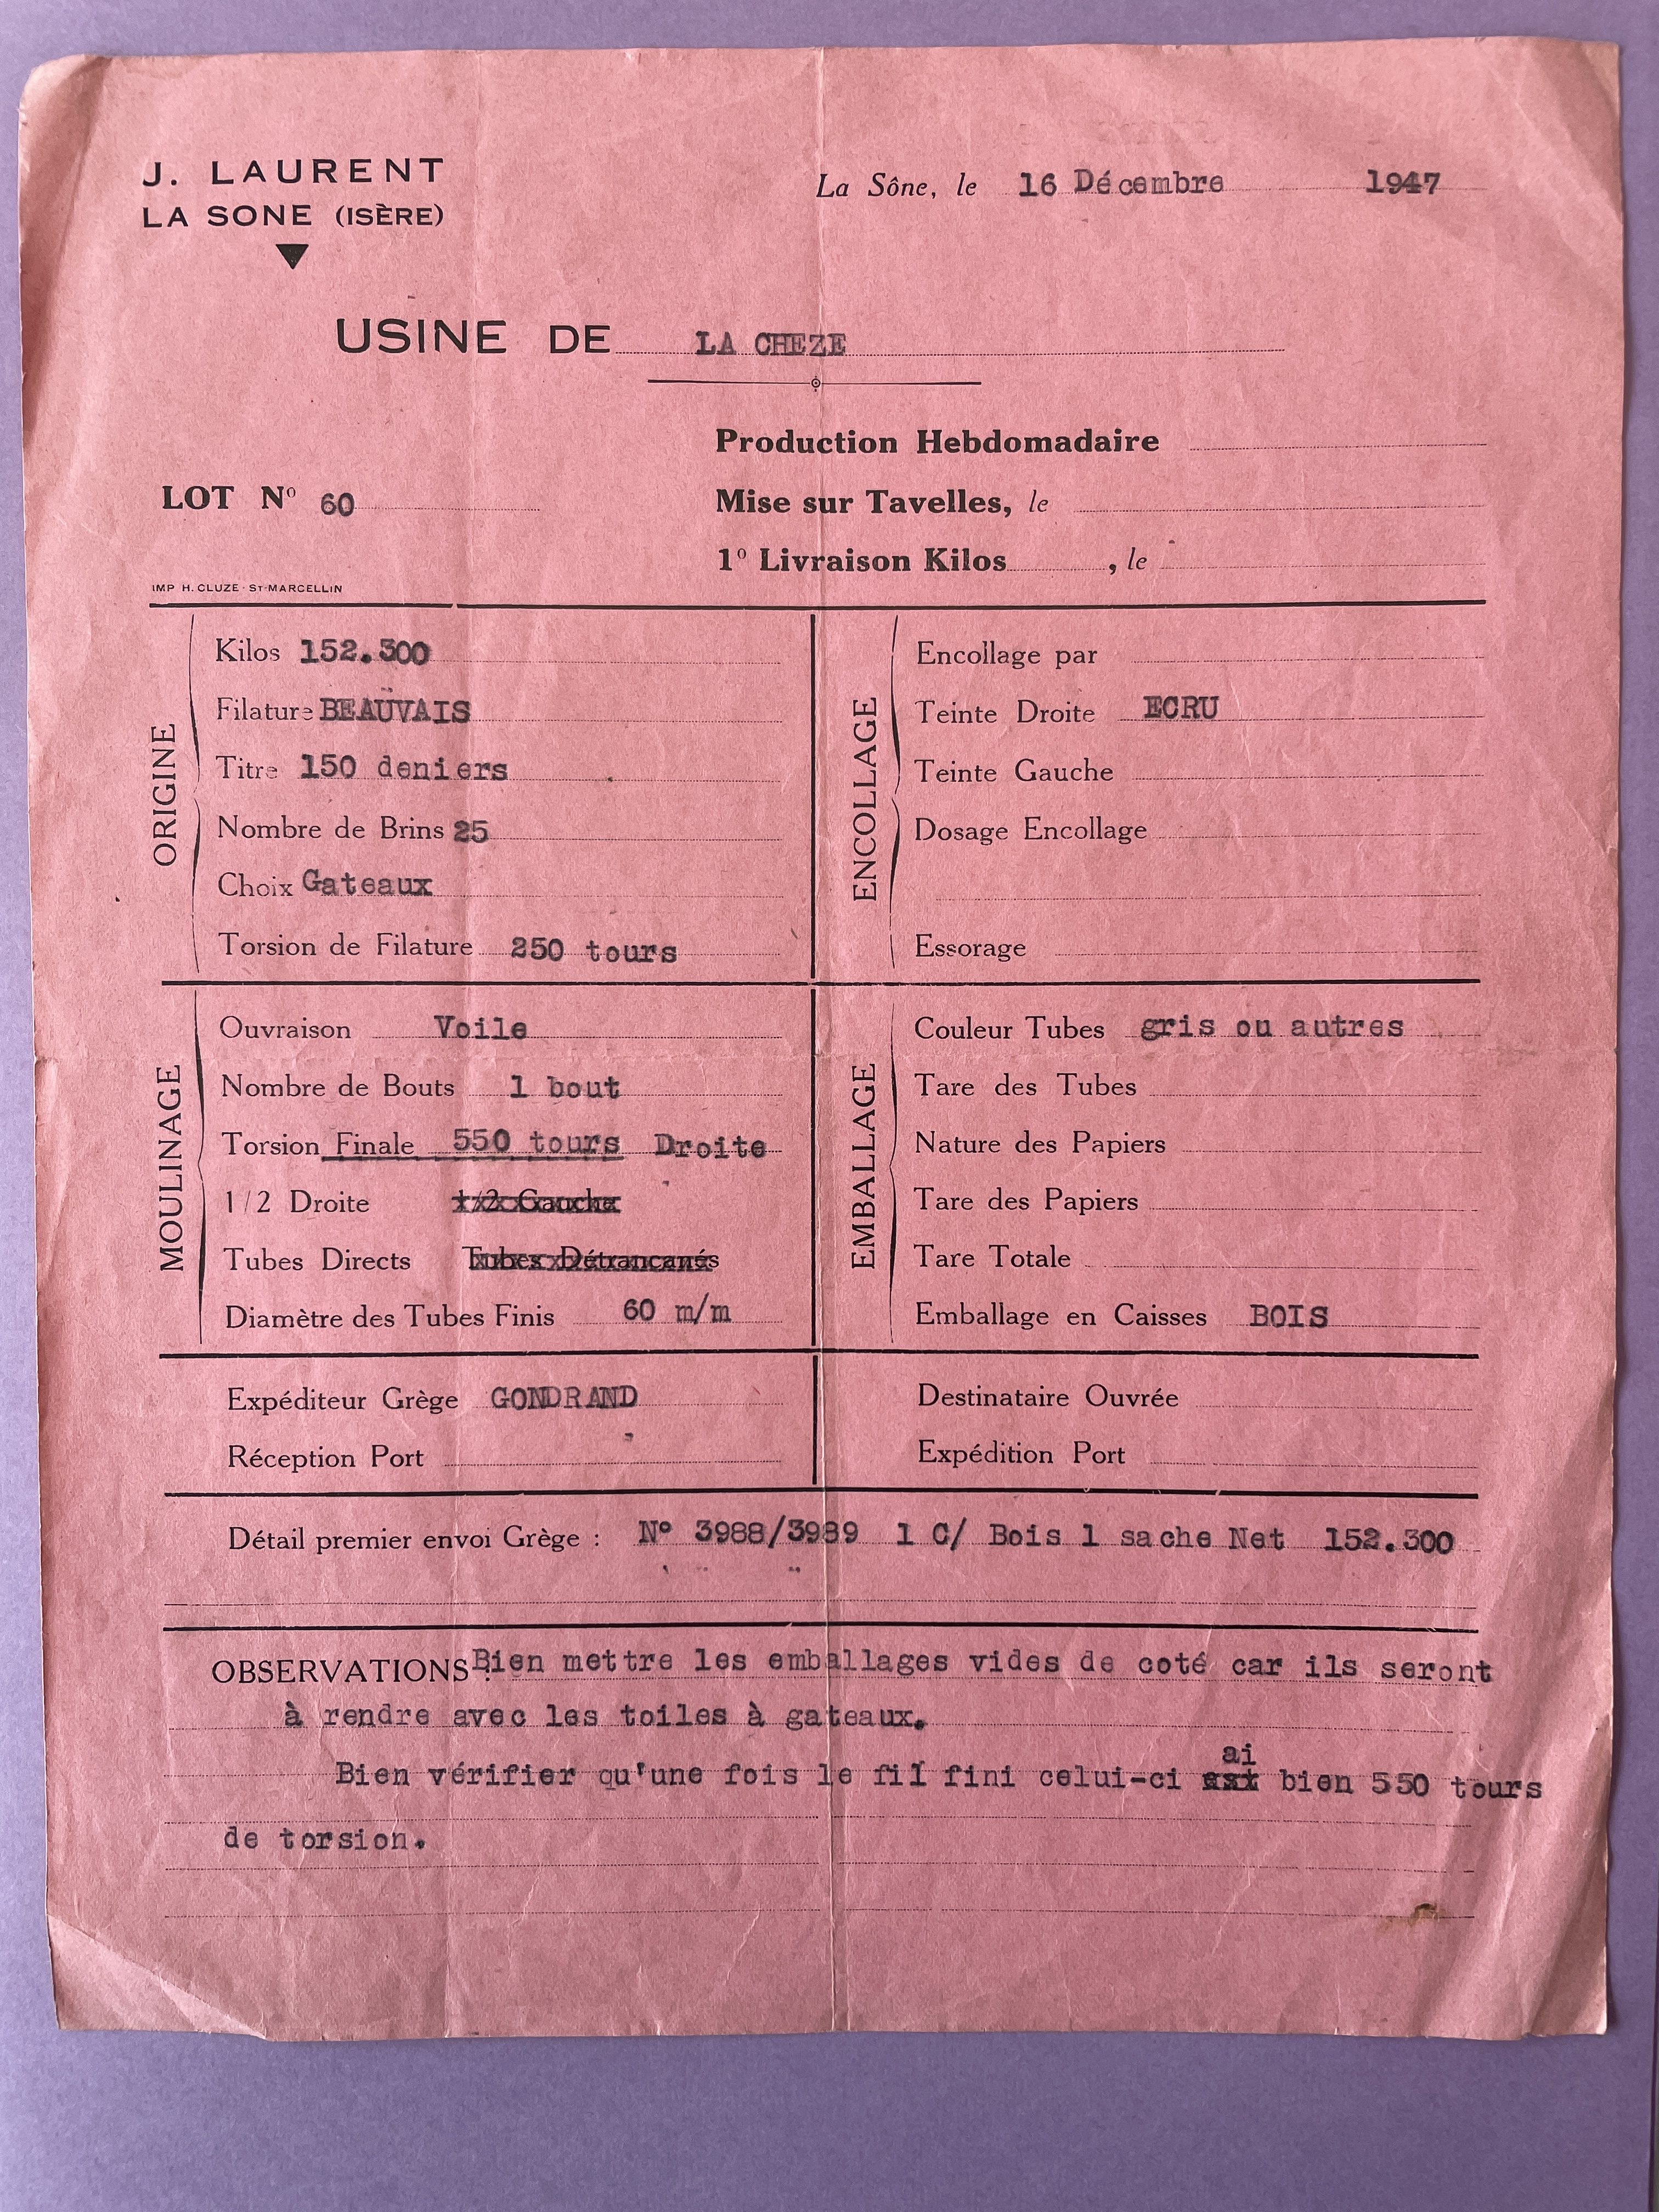 J. LAURENT
LA SONE (ISÈRE)
La Sône, le 16 Décembre 1947
USINE DE LA CHEZE
Production Hebdomadaire
LOT No 60
Mise sur Tavelles, le
1o Livraison Kilos , le
IMP H. CLUZE - ST-MARCELLIN
ORIGINE
Kilos 152.300
Filature BEAUVAIS
Titre 150 deniers
Nombre de Brins 25
Choix Gateaux
Torsion de Filature 250 tours
ENCOLLAGE
Encollage par
Teinte Droite ECRU
Teinte Gauche
Dosage Encollage
Essorage
MOULINAGE
Ouvraison Voile
Nombre de Bouts 1 bout
Torsion Finale 550 tours Droite
1/2 Droite 1/2 Gauche
Tubes Directs Tubes Détrancanés
Diamètre des Tubes Finis 60 m/m
EMBALLAGE
Couleur Tubes gris ou autres
Tare des Tubes
Nature des Papiers
Tare des Papiers
Tare Totale
Emballage en Caisses BOIS
Expéditeur Grège GONDRAND
Réception Port
Destinataire Ouvrée
Expédition Port
Détail premier envoi Grège : No 3988/3989 1 C/ Bois 1 sache Net 152.300
OBSERVATIONS : Bien mettre les emballages vides de coté car ils seront
à rendre avec les toiles à gateaux.
Bien vérifier qu'une fois le fil fini celui-ci ai bien 550 tours
de torsion.